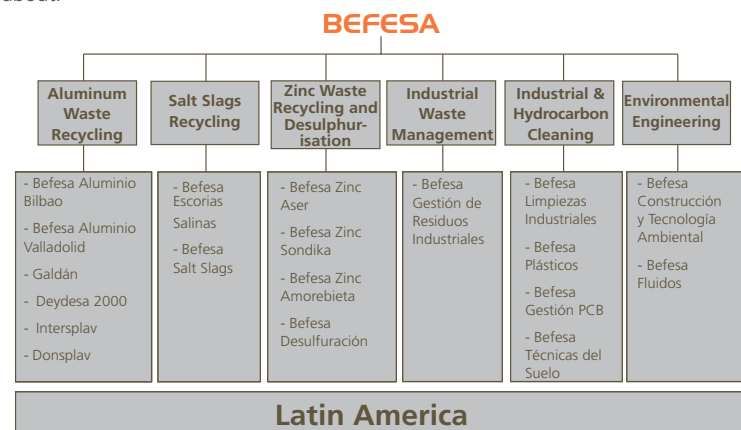 about.
BEFESA
Aluminum
Waste
Recycling
Salt Slags
Recycling
Zinc Waste
Recycling and
Desulphur-
isation
Industrial
Waste
Management
Industrial &
Hydrocarbon
Cleaning
Environmental
Engineering
- Befesa Aluminio
Bilbao
- Befesa Aluminio
Valladolid
- Galdán
- Deydesa 2000
- Intersplav
- Donsplav
- Befesa
Escorias
Salinas
- Befesa
Salt Slags
- Befesa Zinc
Aser
- Befesa Zinc
Sondika
- Befesa Zinc
Amorebieta
- Befesa
Desulfuración
- Befesa
Gestión de
Residuos
Industriales
- Befesa
Limpiezas
Industriales
- Befesa
Plásticos
- Befesa
Gestión PCB
- Befesa
Técnicas del
Suelo
- Befesa
Construcción
y Tecnología
Ambiental
- Befesa
Fluidos
Latin America